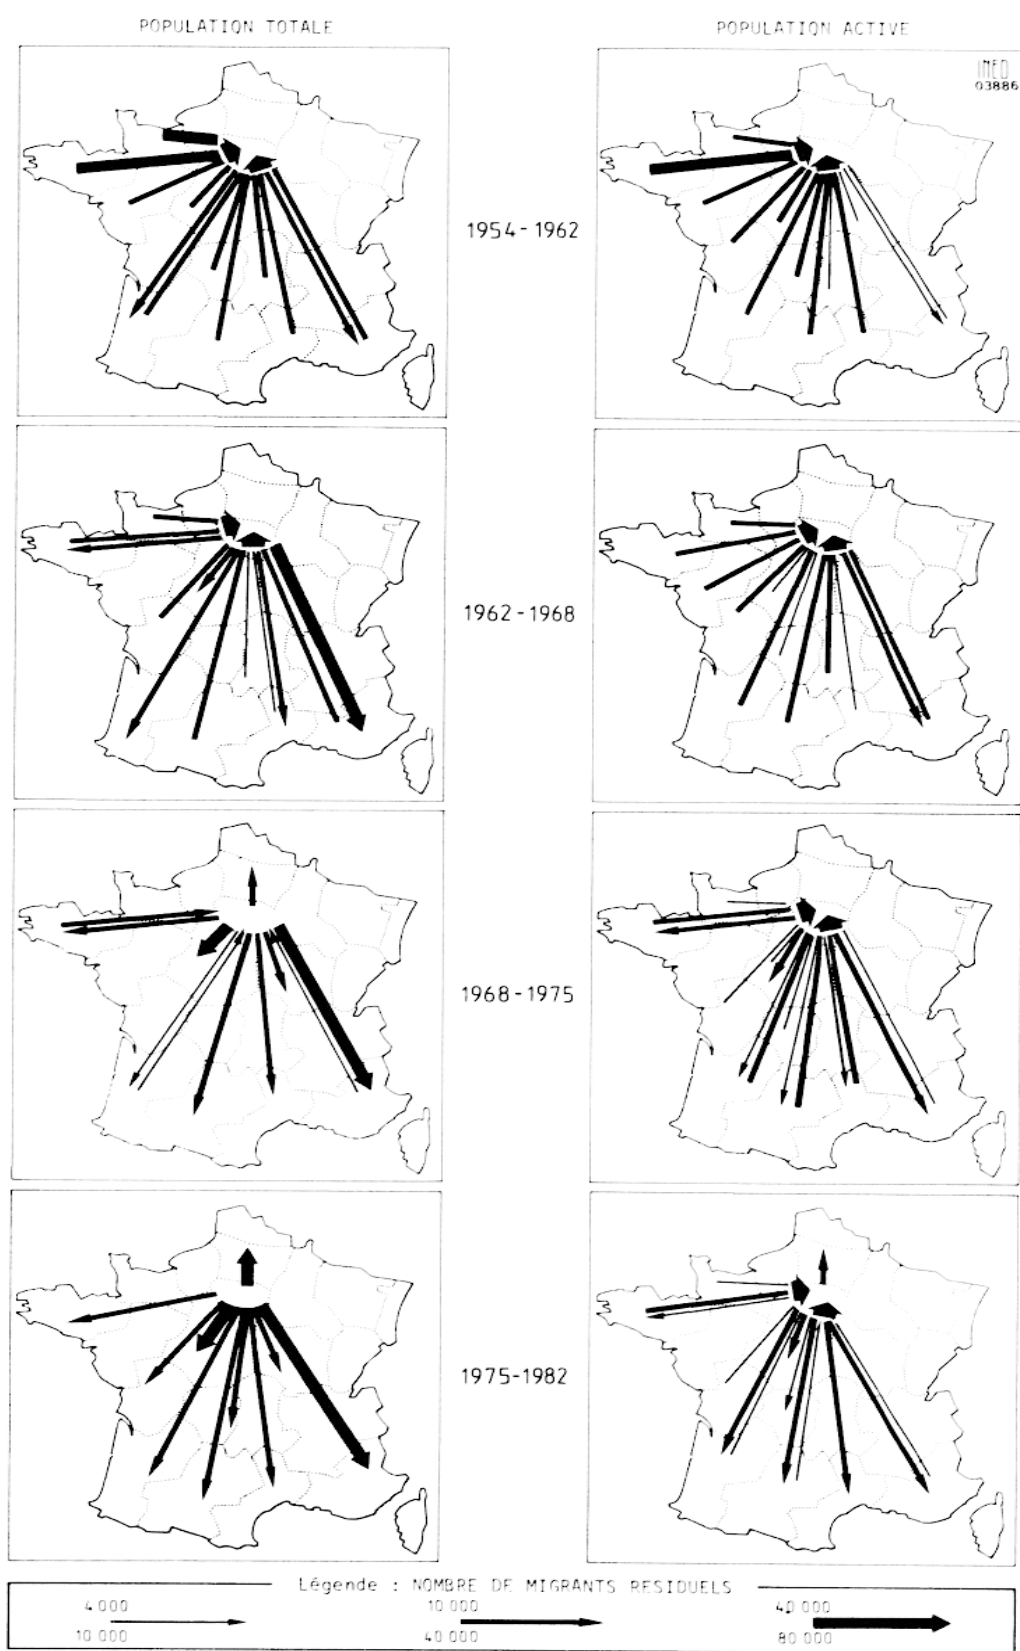 POPULATION TOTALE
POPULATION ACTIVE
INED
03886
1954-1962
1962-1968
1968-1975
1975-1982
Légende : NOMBRE DE MIGRANTS RESIDUELS
4 000
10 000
10 000
40 000
40 000
80 000